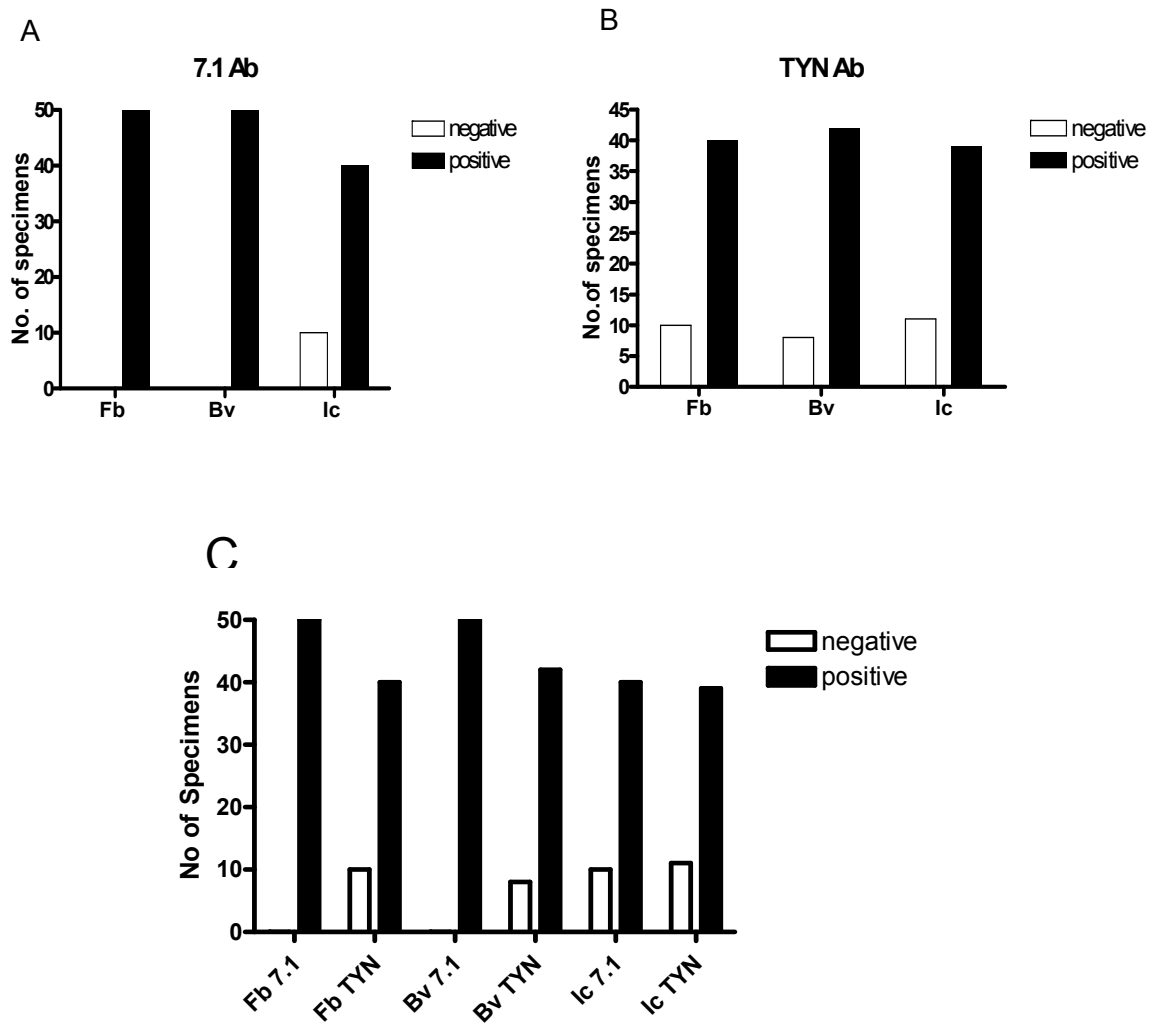 A
7.1 Ab
50
40
30
20
10
0
No. of specimens
Fb Bv Ic
negative
positive
B
TYN Ab
45
40
35
30
25
20
15
10
5
0
No.of specimens
Fb Bv Ic
negative
positive
C
50
40
30
20
10
0
No of Specimens
Fb 7.1 Fb TYN Bv 7.1 Bv TYN Ic 7.1 Ic TYN
negative
positive